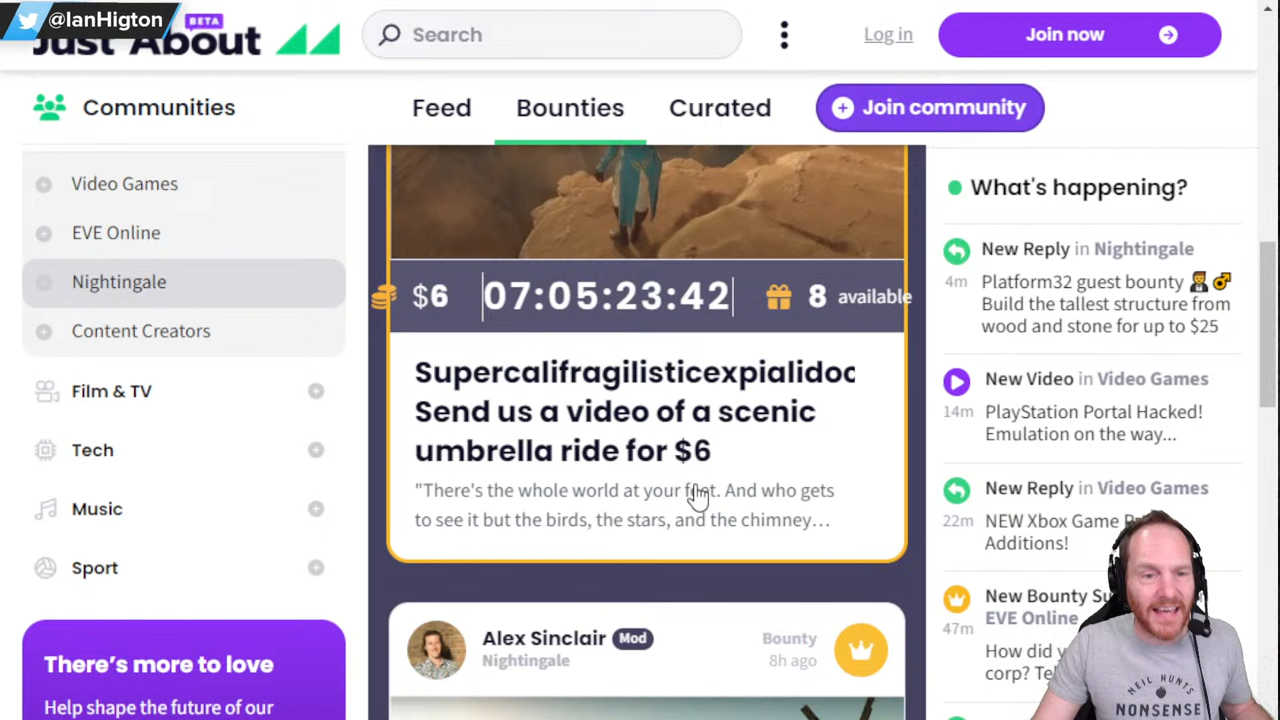 @IanHigton
BETA
Just About
Search
Log in
Join now
Communities
Feed
Bounties
Curated
Join community
Video Games
EVE Online
Nightingale
Content Creators
Film & TV
Tech
Music
Sport
There's more to love
Help shape the future of our
$6
07:05:23:42
8 available
Supercalifragilisticexpialidoc
Send us a video of a scenic
umbrella ride for $6
"There's the whole world at your feet. And who gets
to see it but the birds, the stars, and the chimney...
Alex Sinclair Mod
Nightingale
Bounty
8h ago
What's happening?
New Reply in Nightingale
4m
Platform32 guest bounty
Build the tallest structure from
wood and stone for up to $25
New Video in Video Games
14m
PlayStation Portal Hacked!
Emulation on the way...
New Reply in Video Games
22m
NEW Xbox Game
Additions!
New Bounty
EVE Online
47m
How did
corp?
NEIL HUNT'S
NONSENSE